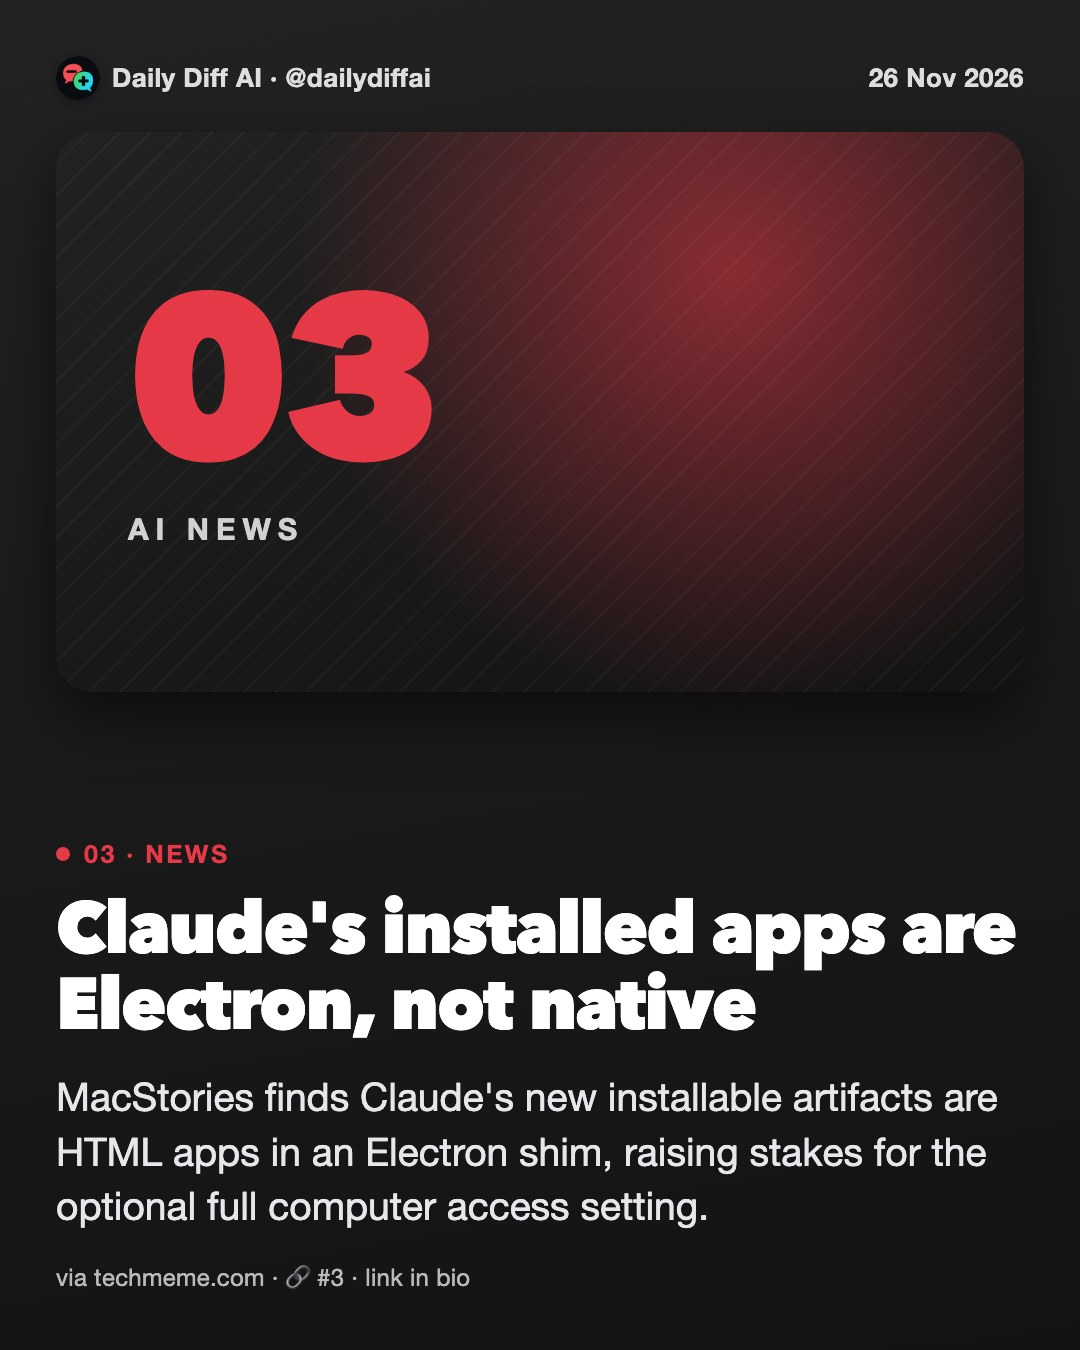 Daily Diff AI · @dailydiffai
26 Nov 2026
03
AI NEWS
03 · NEWS
Claude's installed apps are
Electron, not native
MacStories finds Claude's new installable artifacts are
HTML apps in an Electron shim, raising stakes for the
optional full computer access setting.
via techmeme.com · 🔗 #3 · link in bio